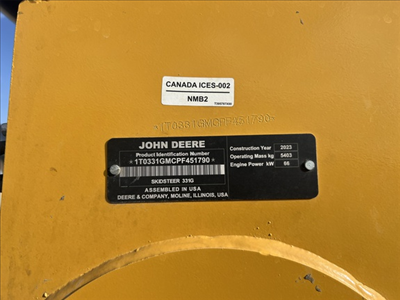 CANADA ICES-002
NMB2
*1T0331GMCPF451790*
JOHN DEERE
Product Identification Number
*1T0331GMCPF451790*
SKIDSTEER 331G
ASSEMBLED IN USA
DEERE & COMPANY, MOLINE, ILLINOIS, USA
Construction Year 2023
Operating Mass kg 5403
Engine Power kW 66